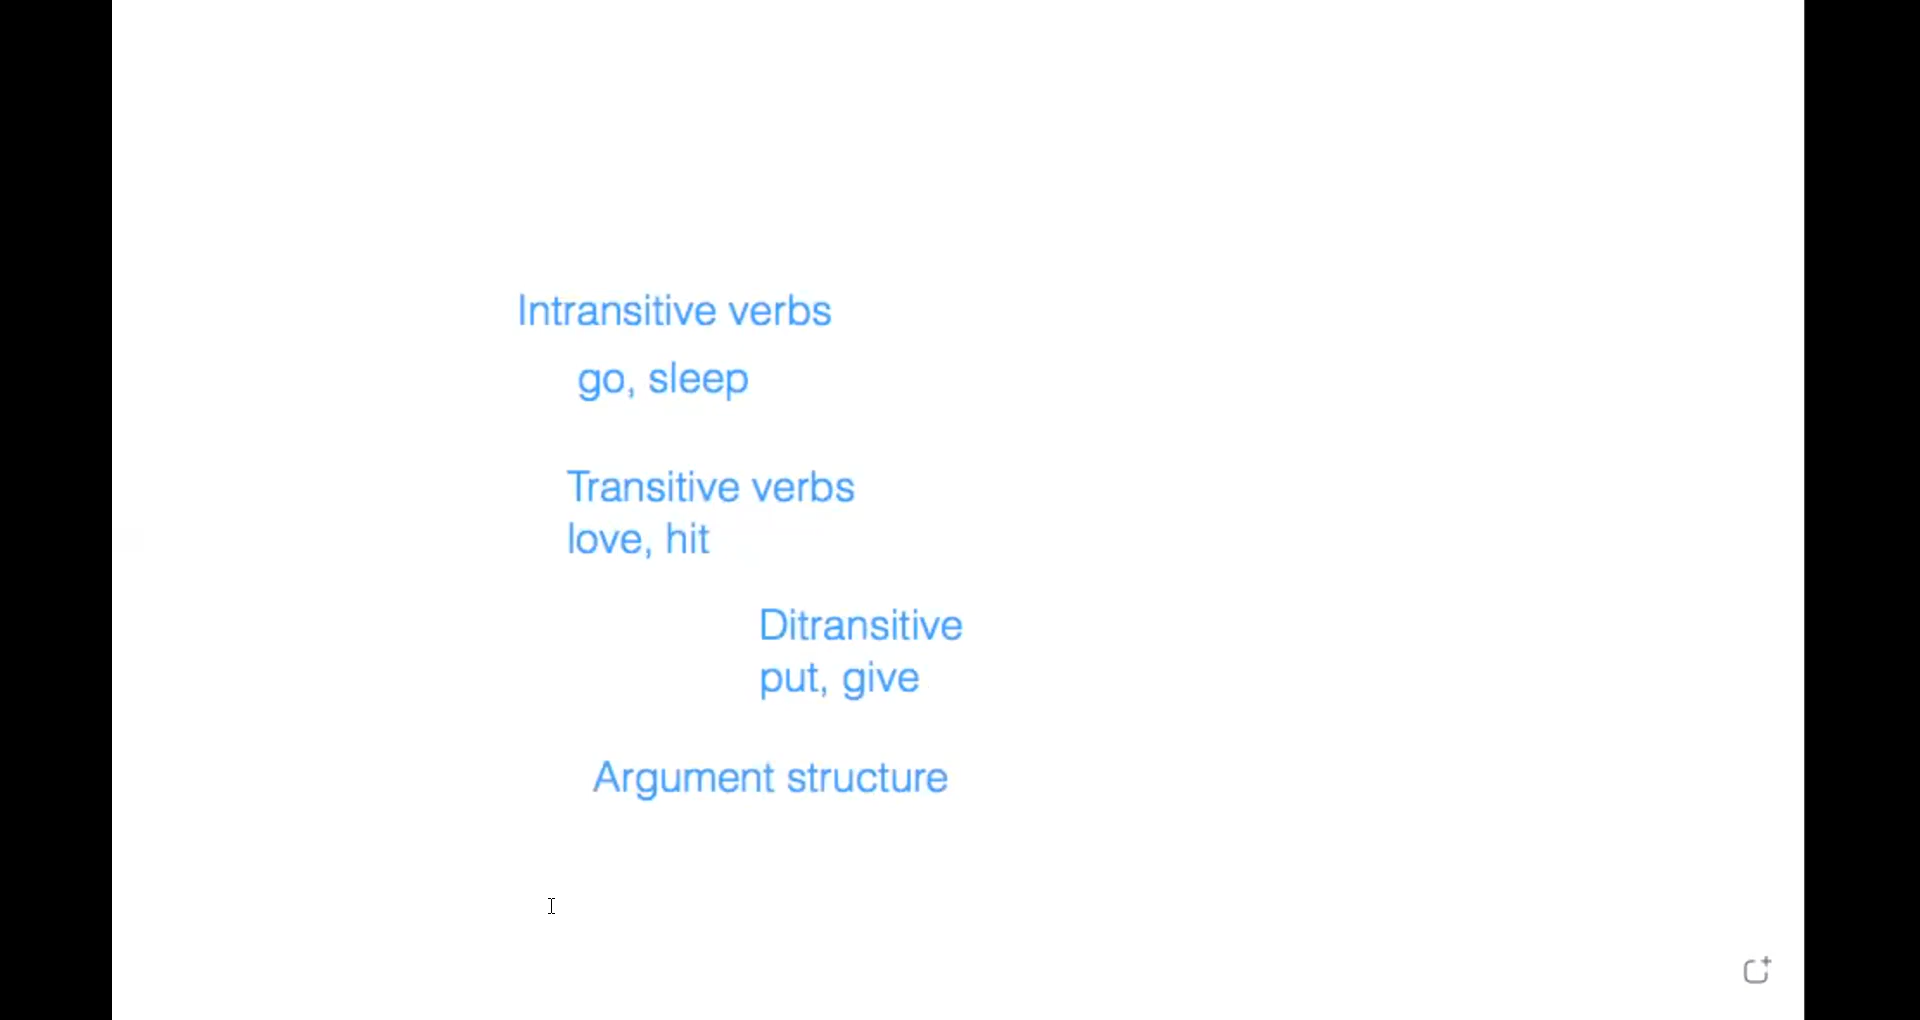 Intransitive verbs
go, sleep
Transitive verbs
love, hit
Ditransitive
put, give
Argument structure